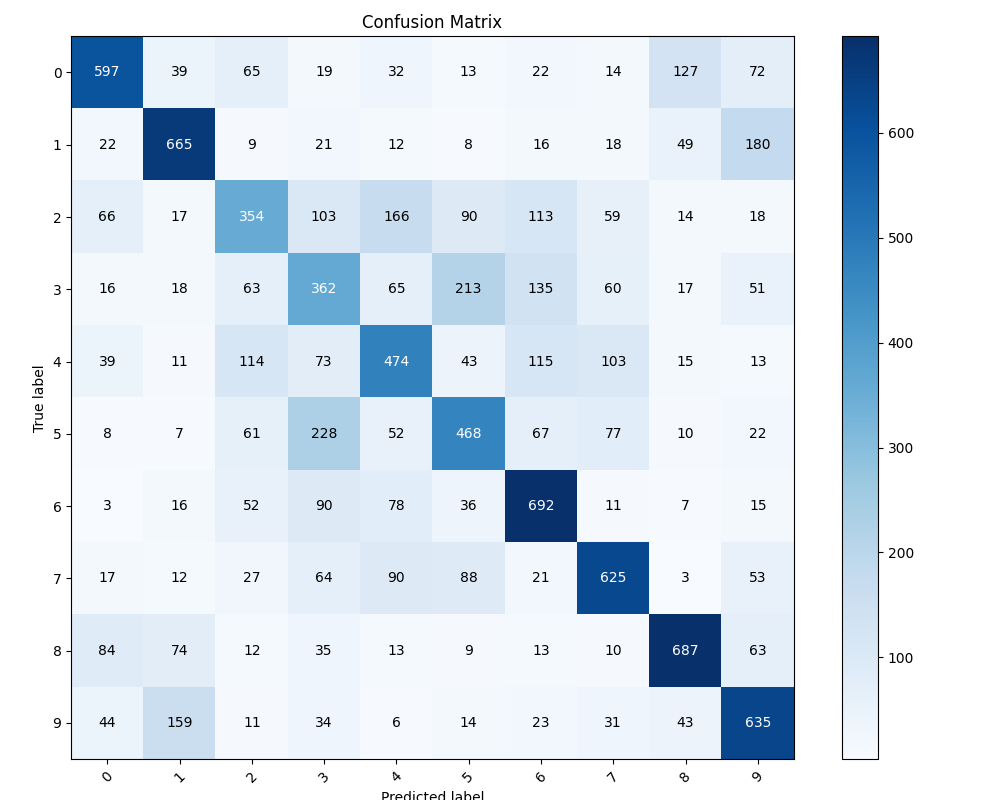 Confusion Matrix
0 597 39 65 19 32 13 22 14 127 72
1 22 665 9 21 12 8 16 18 49 180
2 66 17 354 103 166 90 113 59 14 18
3 16 18 63 362 65 213 135 60 17 51
4 39 11 114 73 474 43 115 103 15 13
5 8 7 61 228 52 468 67 77 10 22
6 3 16 52 90 78 36 692 11 7 15
7 17 12 27 64 90 88 21 625 3 53
8 84 74 12 35 13 9 13 10 687 63
9 44 159 11 34 6 14 23 31 43 635
True label
0 1 2 3 4 5 6 7 8 9
Predicted label
600
500
400
300
200
100